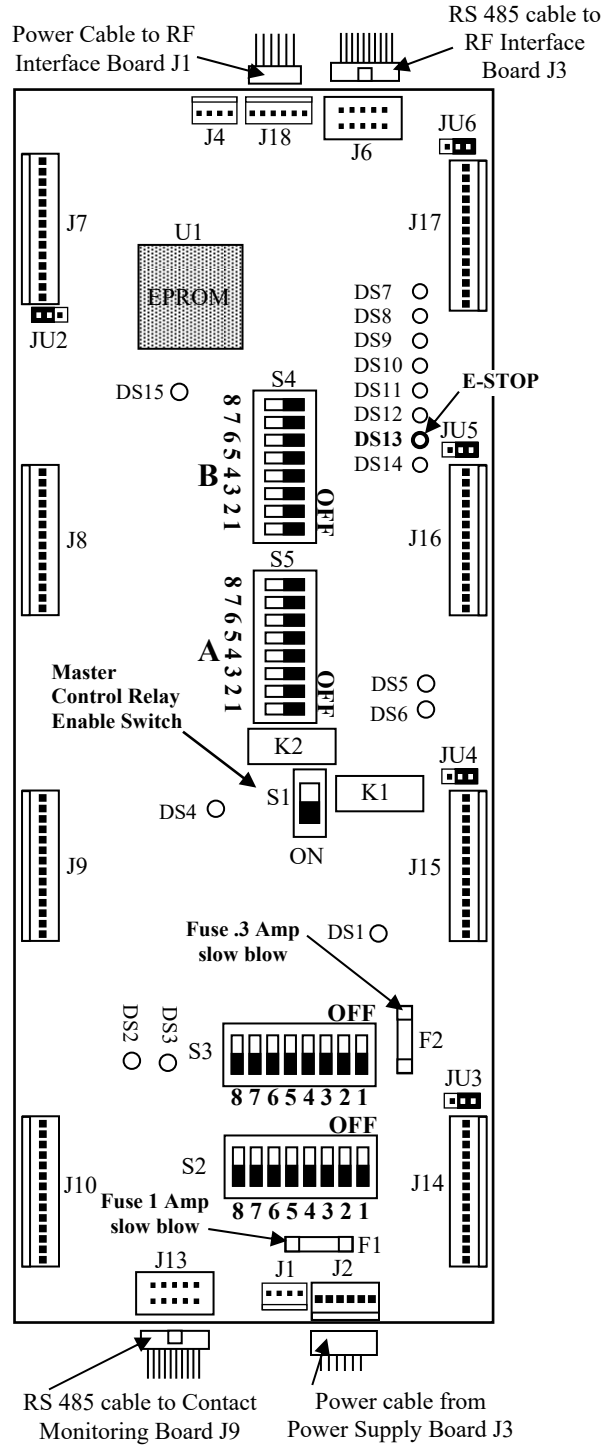 Power Cable to RF
Interface Board J1
RS 485 cable to
RF Interface
Board J3
J4
J18
J6
JU6
J7
J17
U1
EPROM
JU2
DS7
DS8
DS9
DS10
DS11
DS12
DS13
DS14
E-STOP
DS15
S4
8 7 6 5 4 3 2 1
B
OFF
JU5
J8
J16
S5
8 7 6 5 4 3 2 1
A
OFF
Master
Control Relay
Enable Switch
DS5
DS6
K2
S1
K1
ON
JU4
DS4
J9
J15
Fuse .3 Amp
slow blow
DS1
DS2
DS3
OFF
S3
8 7 6 5 4 3 2 1
F2
JU3
OFF
S2
8 7 6 5 4 3 2 1
J10
J14
Fuse 1 Amp
slow blow
F1
J13
J1
J2
RS 485 cable to Contact
Monitoring Board J9
Power cable from
Power Supply Board J3